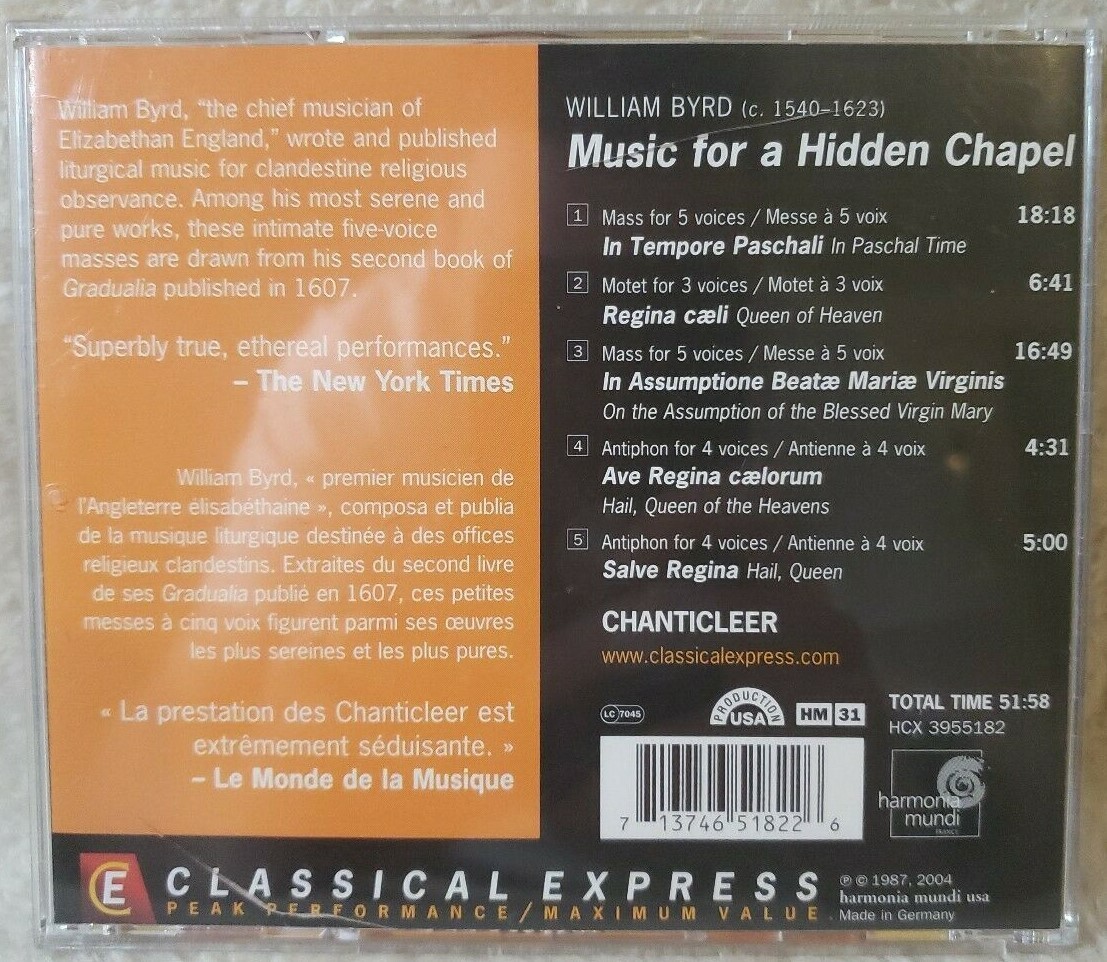 William Byrd, “the chief musician of
Elizabethan England,” wrote and published
liturgical music for clandestine religious
observance. Among his most serene and
pure works, these intimate five-voice
masses are drawn from his second book of
Gradualia published in 1607.
“Superbly true, ethereal performances.”
– The New York Times
William Byrd, « premier musicien de
l'Angleterre élisabéthaine », composa et publia
de la musique liturgique destinée à des offices
religieux clandestins. Extraites du second livre
de ses Gradualia publié en 1607, ces petites
messes à cinq voix figurent parmi ses œuvres
les plus sereines et les plus pures.
« La prestation des Chanticleer est
extrêmement séduisante. »
– Le Monde de la Musique
WILLIAM BYRD (c. 1540–1623)
Music for a Hidden Chapel
1 Mass for 5 voices / Messe à 5 voix 18:18
In Tempore Paschali In Paschal Time
2 Motet for 3 voices / Motet à 3 voix 6:41
Regina cæli Queen of Heaven
3 Mass for 5 voices / Messe à 5 voix 16:49
In Assumptione Beatæ Mariæ Virginis
On the Assumption of the Blessed Virgin Mary
4 Antiphon for 4 voices / Antienne à 4 voix 4:31
Ave Regina cælorum
Hail, Queen of the Heavens
5 Antiphon for 4 voices / Antienne à 4 voix 5:00
Salve Regina Hail, Queen
CHANTICLEER
www.classicalexpress.com
LC 7045
PRODUCTION
USA
HM 31
TOTAL TIME 51:58
HCX 3955182
7 13746 51822 6
harmonia
mundi
FRANCE
CE CLASSICAL EXPRESS
PEAK PERFORMANCE/MAXIMUM VALUE
℗ © 1987, 2004
harmonia mundi usa
Made in Germany